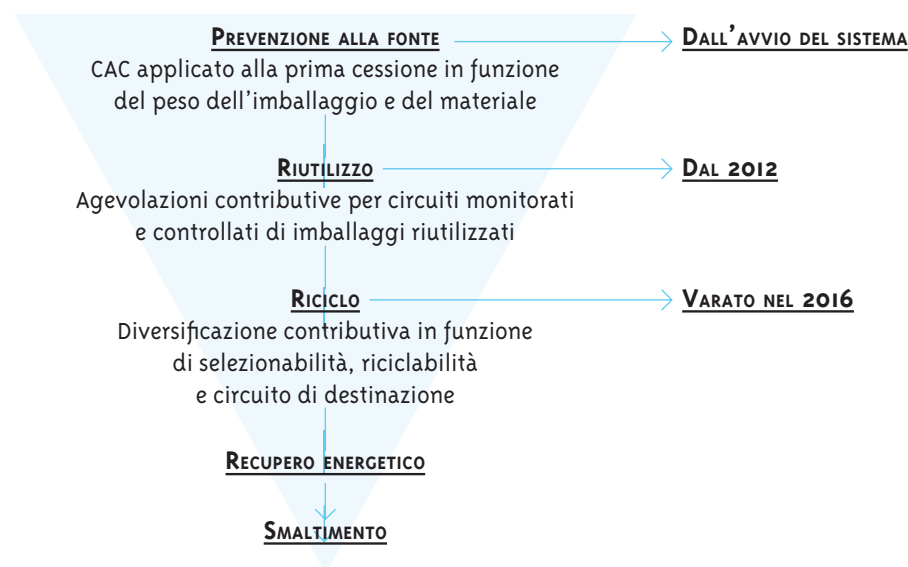 Prevenzione alla fonte
Dall'avvio del sistema
CAC applicato alla prima cessione in funzione
del peso dell'imballaggio e del materiale
Riutilizzo
Dal 2012
Agevolazioni contributive per circuiti monitorati
e controllati di imballaggi riutilizzati
Riciclo
Varato nel 2016
Diversificazione contributiva in funzione
di selezionabilità, riciclabilità
e circuito di destinazione
Recupero energetico
Smaltimento